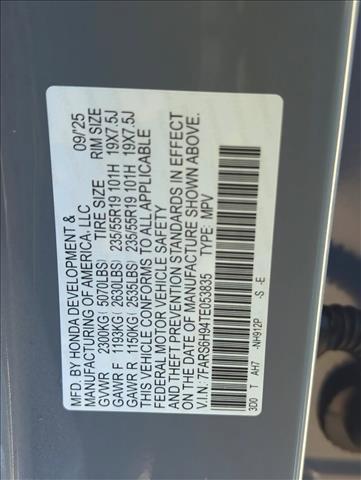 MFD. BY HONDA DEVELOPMENT & 09/'25
MANUFACTURING OF AMERICA, LLC
GVWR 2300KG (5070LBS) TIRE SIZE RIM SIZE
GAWR F 1193KG (2630LBS) 235/55R19 101H 19X7.5J
GAWR R 1150KG (2535LBS) 235/55R19 101H 19X7.5J
THIS VEHICLE CONFORMS TO ALL APPLICABLE
FEDERAL MOTOR VEHICLE SAFETY
AND THEFT PREVENTION STANDARDS IN EFFECT
ON THE DATE OF MANUFACTURE SHOWN ABOVE.
V.I.N: 7FARS6H94TE053835 TYPE: MPV
3D0 T AH7 -NH912P -S -E